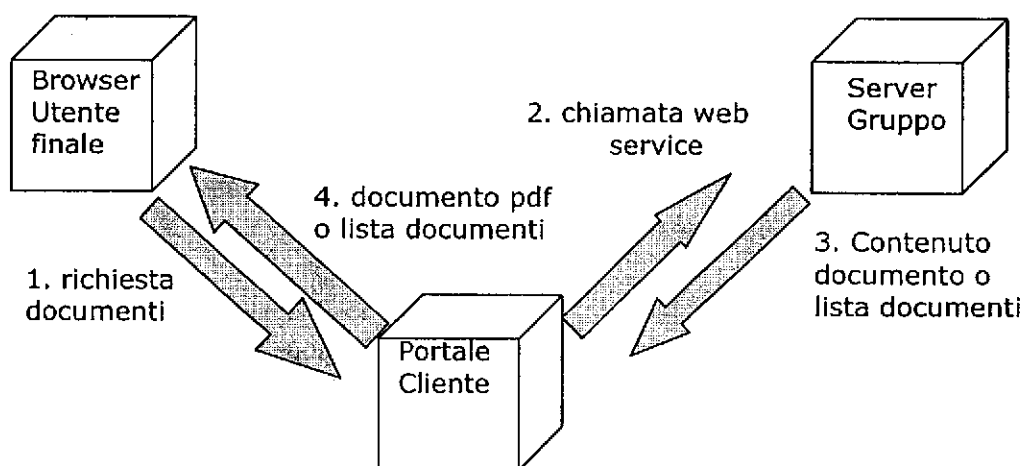 Browser
Utente
finale
Server
Gruppo
2. chiamata web
service
4. documento pdf
o lista documenti
1. richiesta
documenti
3. Contenuto
documento o
lista documenti
Portale
Cliente